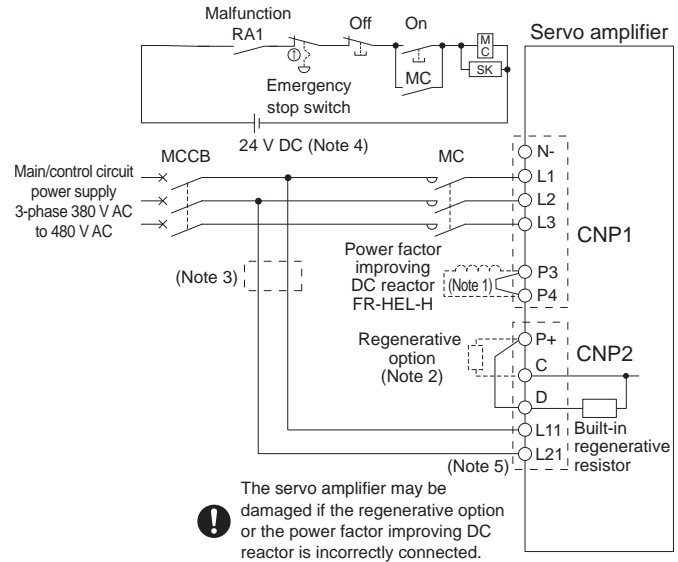 Malfunction
RA1
Off
On
MC
SK
MC
Emergency
stop switch
24 V DC (Note 4)
Servo amplifier
MCCB
MC
Main/control circuit
power supply
3-phase 380 V AC
to 480 V AC
N-
L1
L2
L3
CNP1
(Note 3)
Power factor
improving
DC reactor
FR-HEL-H
(Note 1)
P3
P4
Regenerative
option
(Note 2)
P+
C
D
CNP2
L11
L21
Built-in
regenerative
resistor
(Note 5)
The servo amplifier may be
damaged if the regenerative option
or the power factor improving DC
reactor is incorrectly connected.